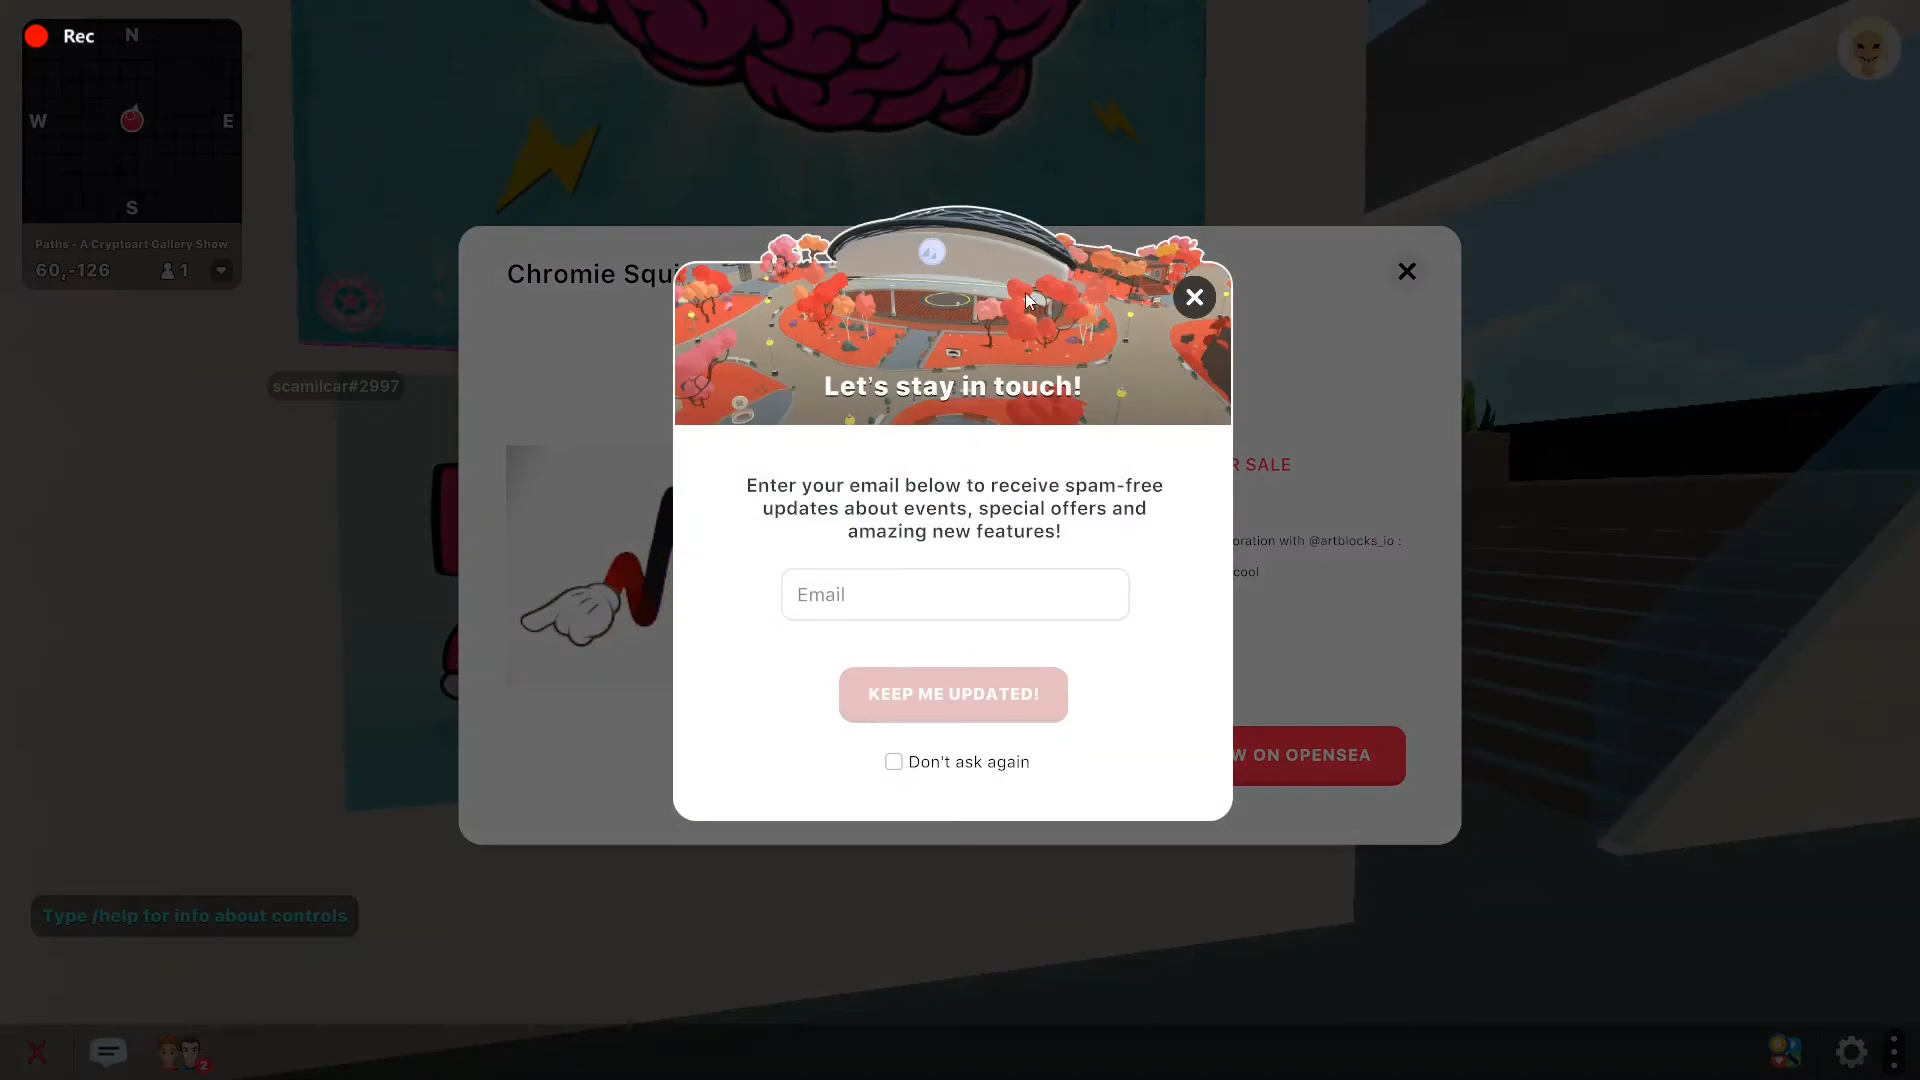 Rec
N
W
E
S
Paths - A Cryptoart Gallery Show
60,-126
1
scamilcar#2997
Chromie Squi
Let's stay in touch!
Enter your email below to receive spam-free
updates about events, special offers and
amazing new features!
Email
KEEP ME UPDATED!
Don't ask again
R SALE
oration with @artblocks_io :
cool
W ON OPENSEA
Type /help for info about controls
2